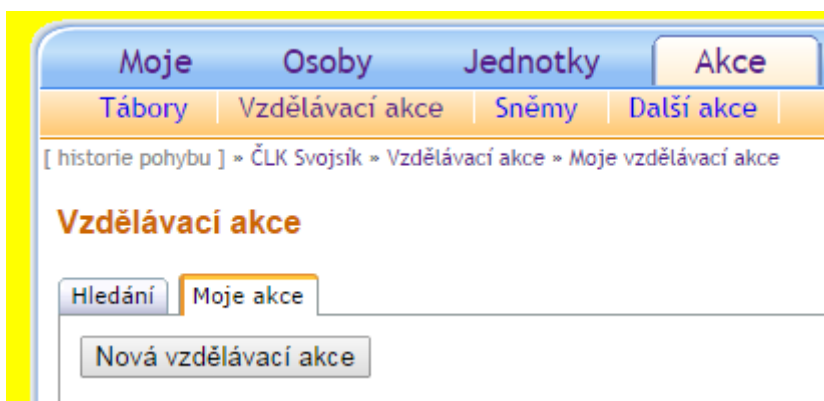 Moje Osoby Jednotky Akce
Tábory Vzdělávací akce Sněmy Další akce
[ historie pohybu ] » ČLK Svojsík » Vzdělávací akce » Moje vzdělávací akce
Vzdělávací akce
Hledání Moje akce
Nová vzdělávací akce